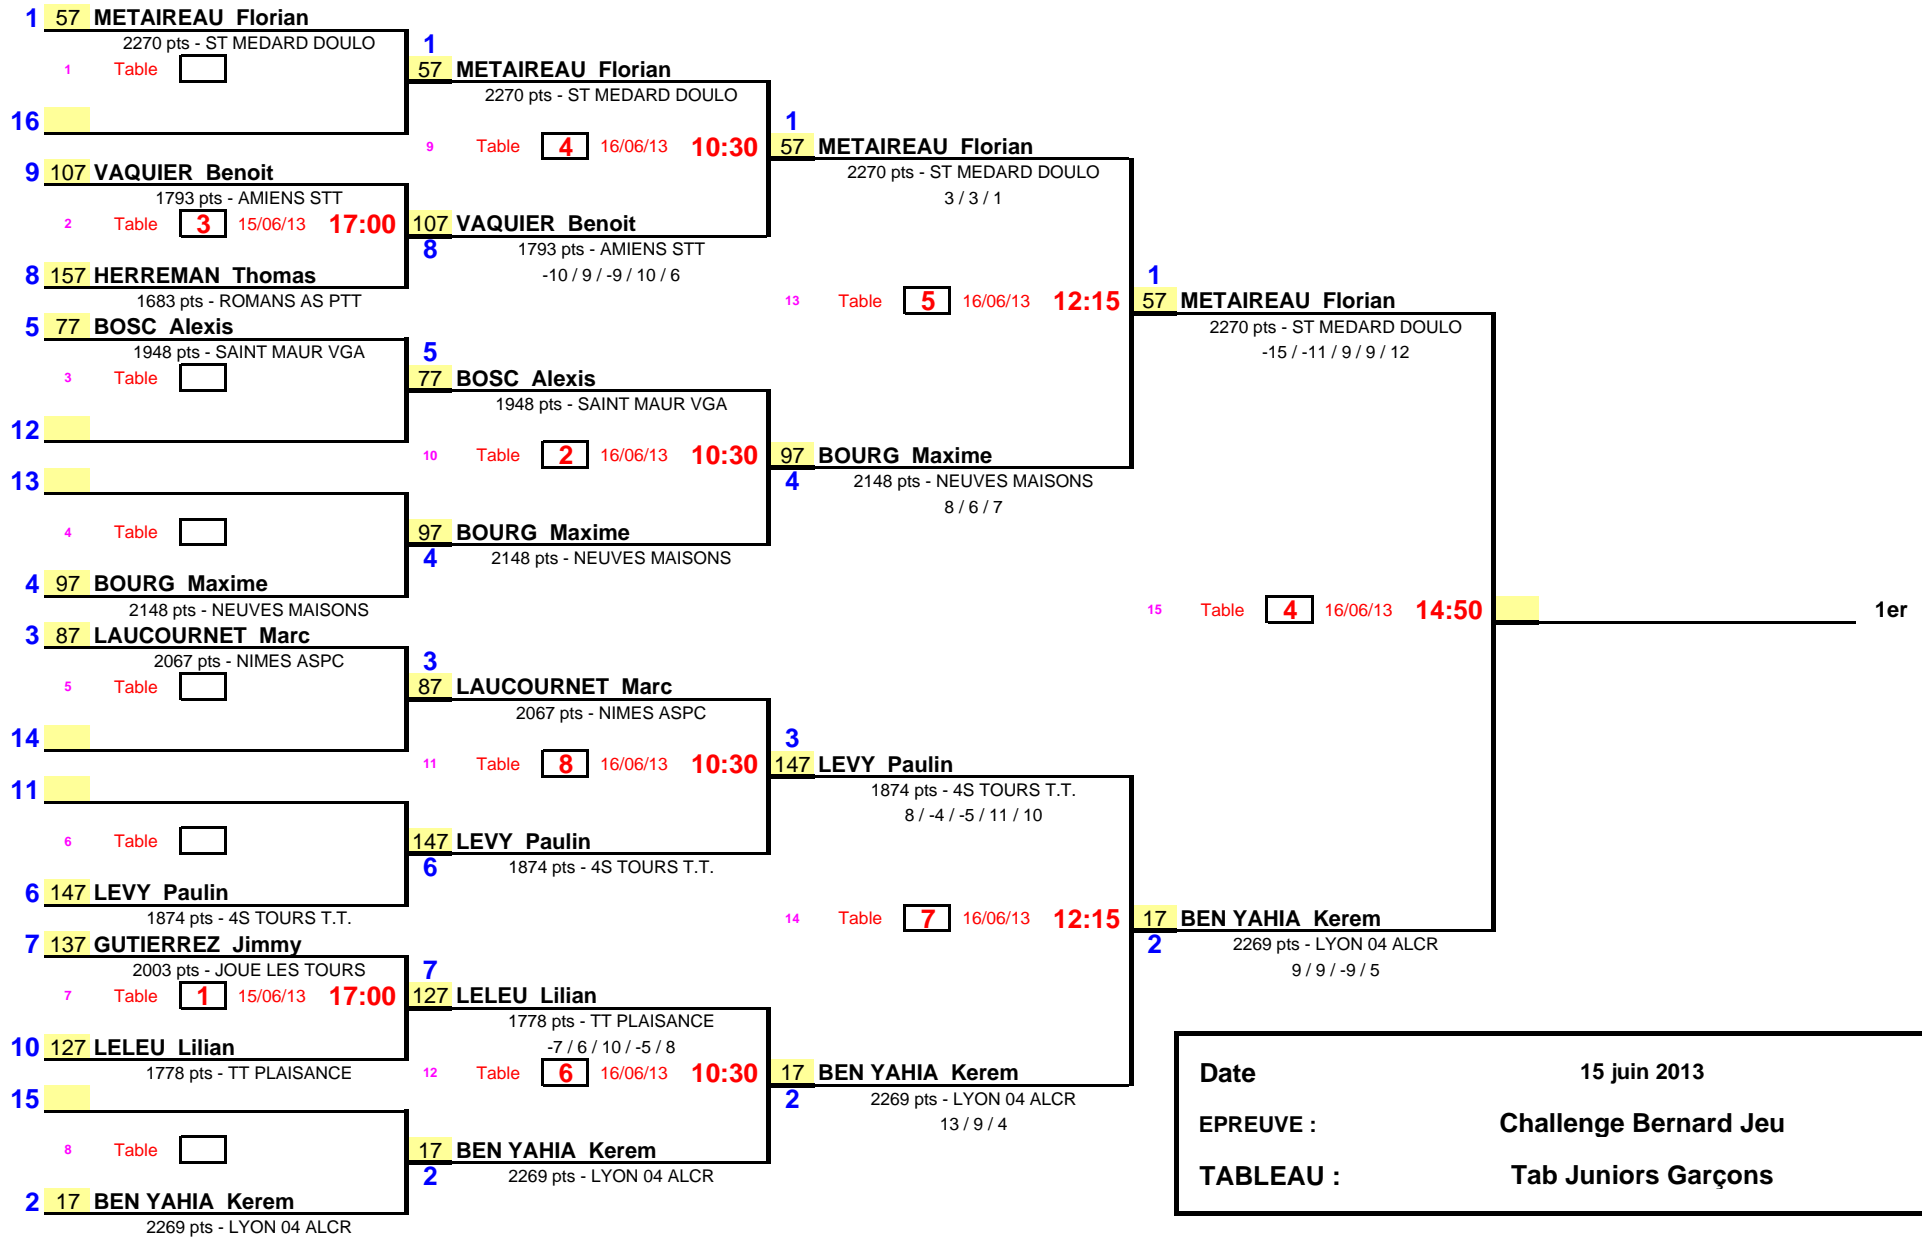 1 57 METAIREAU Florian
2270 pts - ST MEDARD DOULO
1 Table
16
9 107 VAQUIER Benoit
1793 pts - AMIENS STT
2 Table 3 15/06/13 17:00
8 157 HERREMAN Thomas
1683 pts - ROMANS AS PTT
5 77 BOSC Alexis
1948 pts - SAINT MAUR VGA
3 Table
12
13
4 Table
4 97 BOURG Maxime
2148 pts - NEUVES MAISONS
3 87 LAUCOURNET Marc
2067 pts - NIMES ASPC
5 Table
14
11
6 Table
6 147 LEVY Paulin
1874 pts - 4S TOURS T.T.
7 137 GUTIERREZ Jimmy
2003 pts - JOUE LES TOURS
7 Table 1 15/06/13 17:00
10 127 LELEU Lilian
1778 pts - TT PLAISANCE
15
8 Table
2 17 BEN YAHIA Kerem
2269 pts - LYON 04 ALCR
1
57 METAIREAU Florian
2270 pts - ST MEDARD DOULO
9 Table 4 16/06/13 10:30
107 VAQUIER Benoit
8
1793 pts - AMIENS STT
-10 / 9 / -9 / 10 / 6
5
77 BOSC Alexis
1948 pts - SAINT MAUR VGA
10 Table 2 16/06/13 10:30
97 BOURG Maxime
4
2148 pts - NEUVES MAISONS
3
87 LAUCOURNET Marc
2067 pts - NIMES ASPC
11 Table 8 16/06/13 10:30
147 LEVY Paulin
6
1874 pts - 4S TOURS T.T.
7
127 LELEU Lilian
1778 pts - TT PLAISANCE
-7 / 6 / 10 / -5 / 8
12 Table 6 16/06/13 10:30
17 BEN YAHIA Kerem
2
2269 pts - LYON 04 ALCR
1
57 METAIREAU Florian
2270 pts - ST MEDARD DOULO
3 / 3 / 1
13 Table 5 16/06/13 12:15
97 BOURG Maxime
4
2148 pts - NEUVES MAISONS
8 / 6 / 7
3
147 LEVY Paulin
1874 pts - 4S TOURS T.T.
8 / -4 / -5 / 11 / 10
14 Table 7 16/06/13 12:15
17 BEN YAHIA Kerem
2
2269 pts - LYON 04 ALCR
13 / 9 / 4
1
57 METAIREAU Florian
2270 pts - ST MEDARD DOULO
-15 / -11 / 9 / 9 / 12
15 Table 4 16/06/13 14:50
17 BEN YAHIA Kerem
2
2269 pts - LYON 04 ALCR
9 / 9 / -9 / 5
1er
Date 15 juin 2013
EPREUVE : Challenge Bernard Jeu
TABLEAU : Tab Juniors Garçons